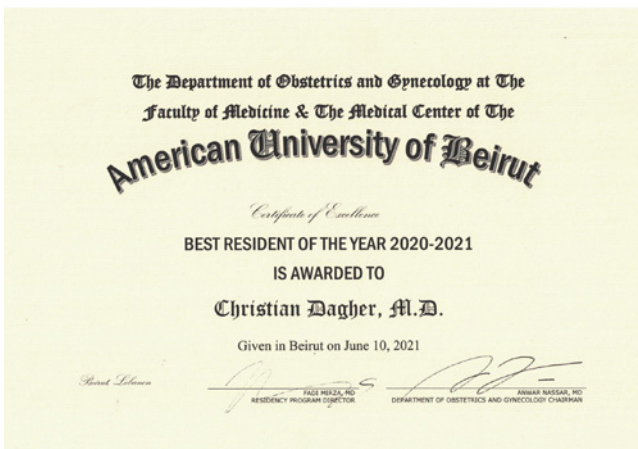 The Department of Obstetrics and Gynecology at The
Faculty of Medicine & The Medical Center of The
American University of Beirut
Certificate of Excellence
BEST RESIDENT OF THE YEAR 2020-2021
IS AWARDED TO
Christian Dagher, M.D.
Given in Beirut on June 10, 2021
Beirut, Lebanon
FADI MIRZA, MD
RESIDENCY PROGRAM DIRECTOR
ANWAR NASSAR, MD
DEPARTMENT OF OBSTETRICS AND GYNECOLOGY CHAIRMAN